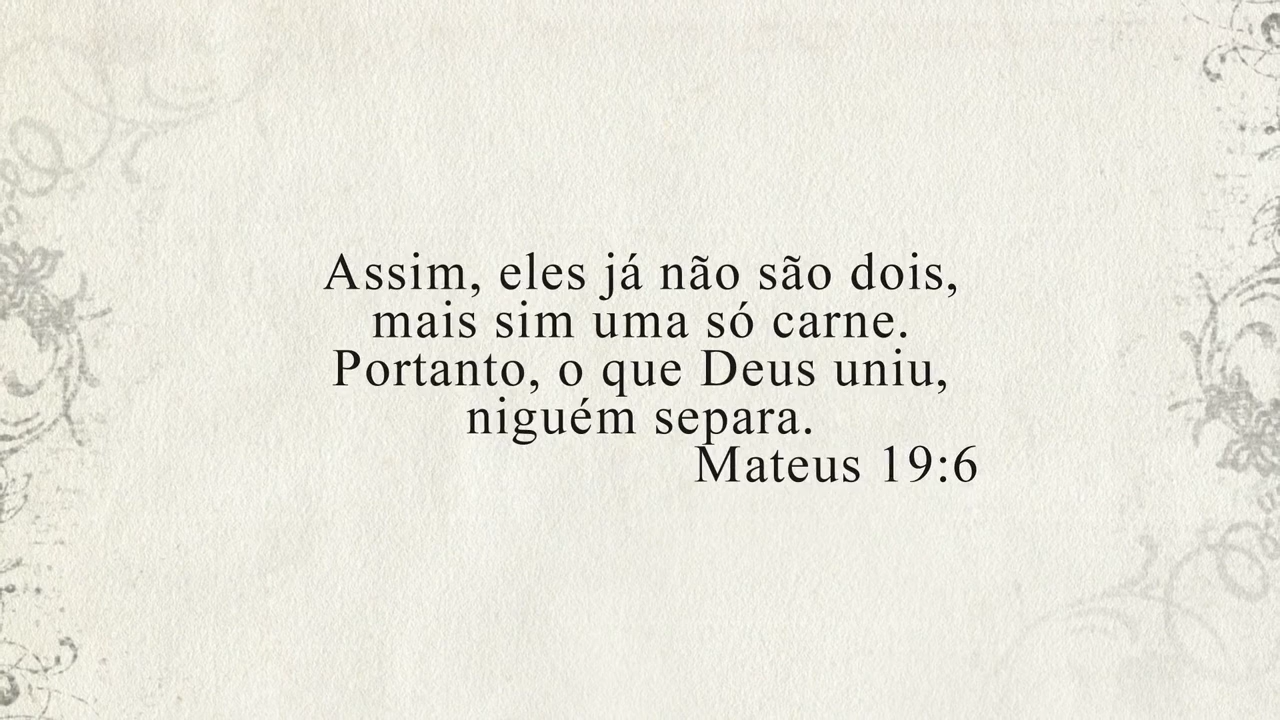 Assim, eles já não são dois,
mais sim uma só carne.
Portanto, o que Deus uniu,
niguém separa.
Mateus 19:6